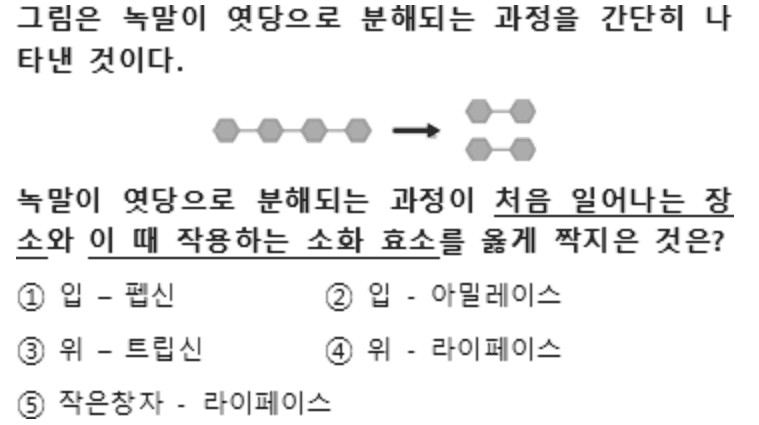 그림은 녹말이 엿당으로 분해되는 과정을 간단히 나
타낸 것이다.
녹말이 엿당으로 분해되는 과정이 처음 일어나는 장
소와 이 때 작용하는 소화 효소를 옳게 짝지은 것은?
① 입 – 펩신 ② 입 - 아밀레이스
③ 위 – 트립신 ④ 위 - 라이페이스
⑤ 작은창자 - 라이페이스